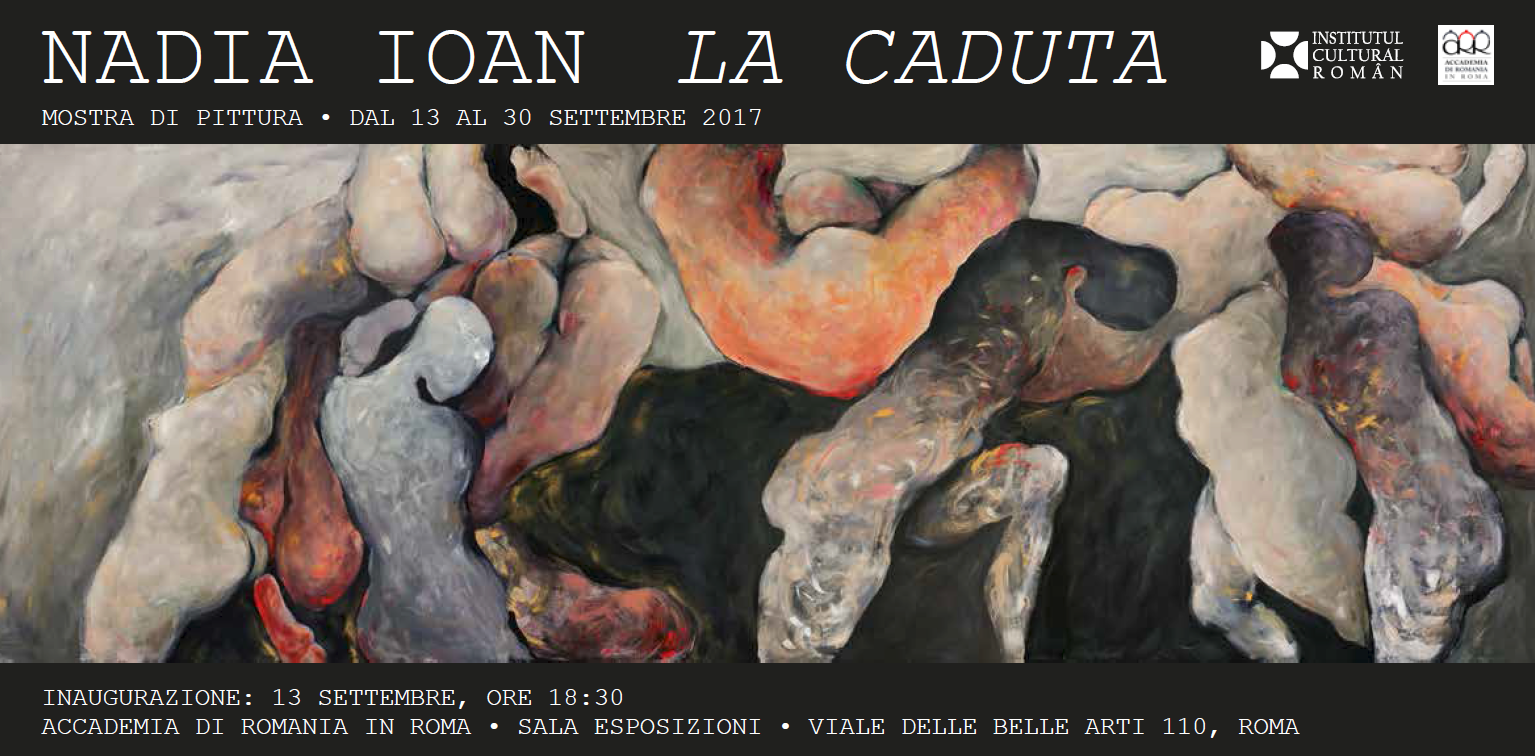 NADIA IOAN LA CADUTA
MOSTRA DI PITTURA • DAL 13 AL 30 SETTEMBRE 2017
INSTITUTUL
CULTURAL
ROMÂN
ACCADEMIA
DI ROMANIA
IN ROMA
INAUGURAZIONE: 13 SETTEMBRE, ORE 18:30
ACCADEMIA DI ROMANIA IN ROMA • SALA ESPOSIZIONI • VIALE DELLE BELLE ARTI 110, ROMA